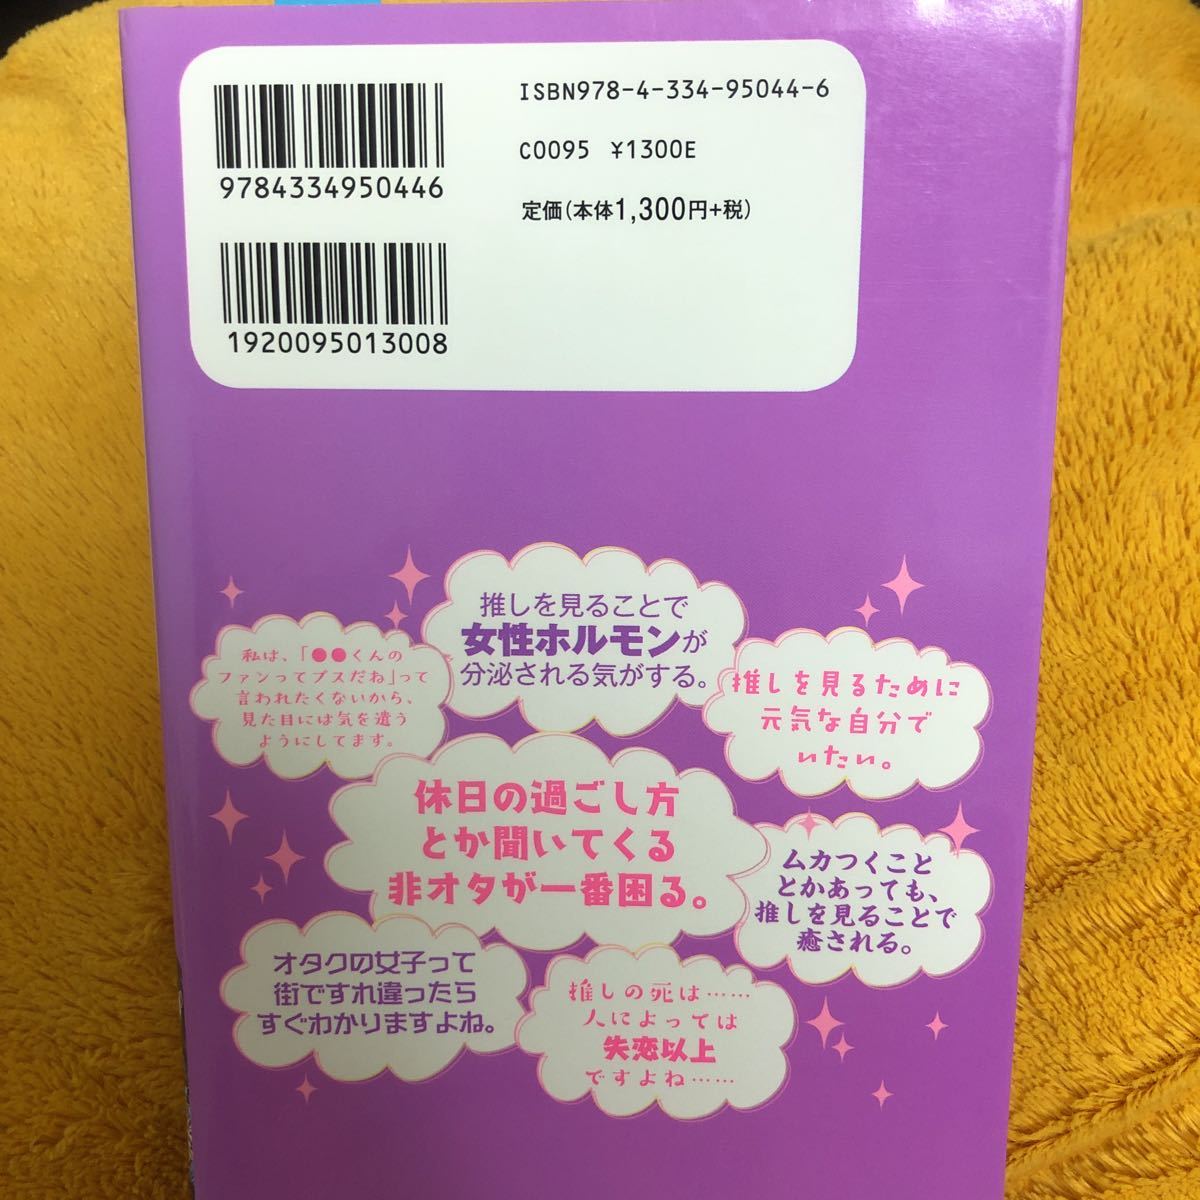 ISBN978-4-334-95044-6
C0095 ¥1300E
定価(本体1,300円+税)
9784334950446
1920095013008
推しを見ることで
女性ホルモンが
分泌される気がする。
私は、「●●くんの
ファンってブスだね」って
言われたくないから、
見た目には気を遣う
ようにしてます。
推しを見るために
元気な自分で
いたい。
休日の過ごし方
とか聞いてくる
非オタが一番困る。
ムカつくこと
とかあっても、
推しを見ることで
癒される。
オタクの女子って
街ですれ違ったら
すぐわかりますよね。
推しの死は……
人によっては
失恋以上
ですよね……